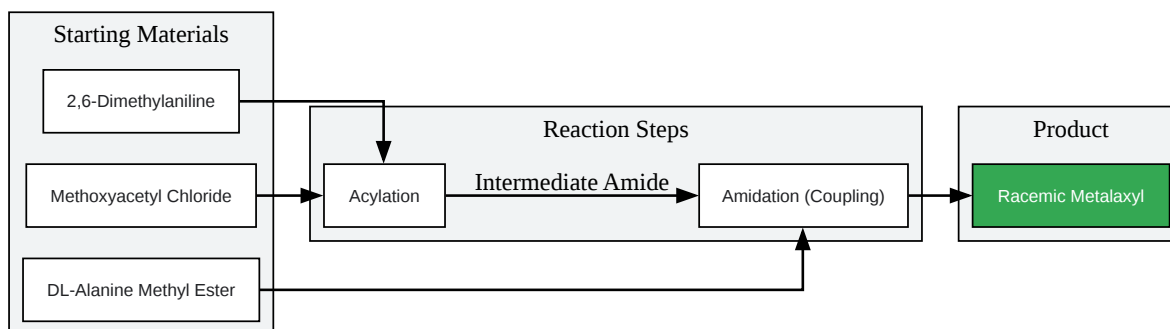 Starting Materials
2,6-Dimethylaniline
Methoxyacetyl Chloride
DL-Alanine Methyl Ester
Reaction Steps
Acylation
Intermediate Amide
Amidation (Coupling)
Product
Racemic Metalaxyl